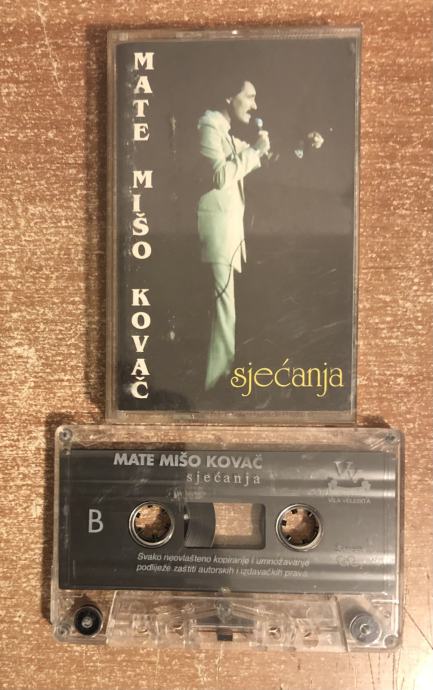 MATE MIŠO KOVAČ
sjećanja
MATE MIŠO KOVAČ
sjećanja
VILA VELEBITA
B
Svako neovlašteno kopiranje i umnožavanje
podliježe zaštiti autorskih i izdavačkih prava